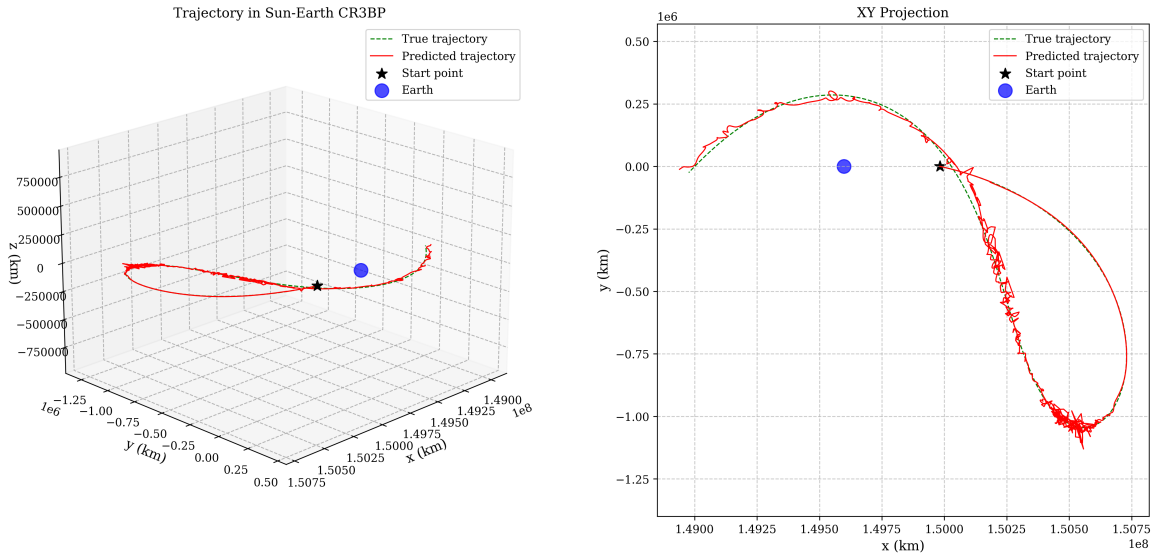 Trajectory in Sun-Earth CR3BP
True trajectory
Predicted trajectory
Start point
Earth
750000
500000
250000
0
−250000
−500000
−750000
z (km)
−1.25
−1.00
−0.75
−0.50
−0.25
0.00
0.25
0.50
1e6
y (km)
1.4900
1.4925
1.4950
1.4975
1.5000
1.5025
1.5050
1.5075
1e8
x (km)
XY Projection
1e6
True trajectory
Predicted trajectory
Start point
Earth
0.50
0.25
0.00
−0.25
−0.50
−0.75
−1.00
−1.25
y (km)
1.4900 1.4925 1.4950 1.4975 1.5000 1.5025 1.5050 1.5075
1e8
x (km)